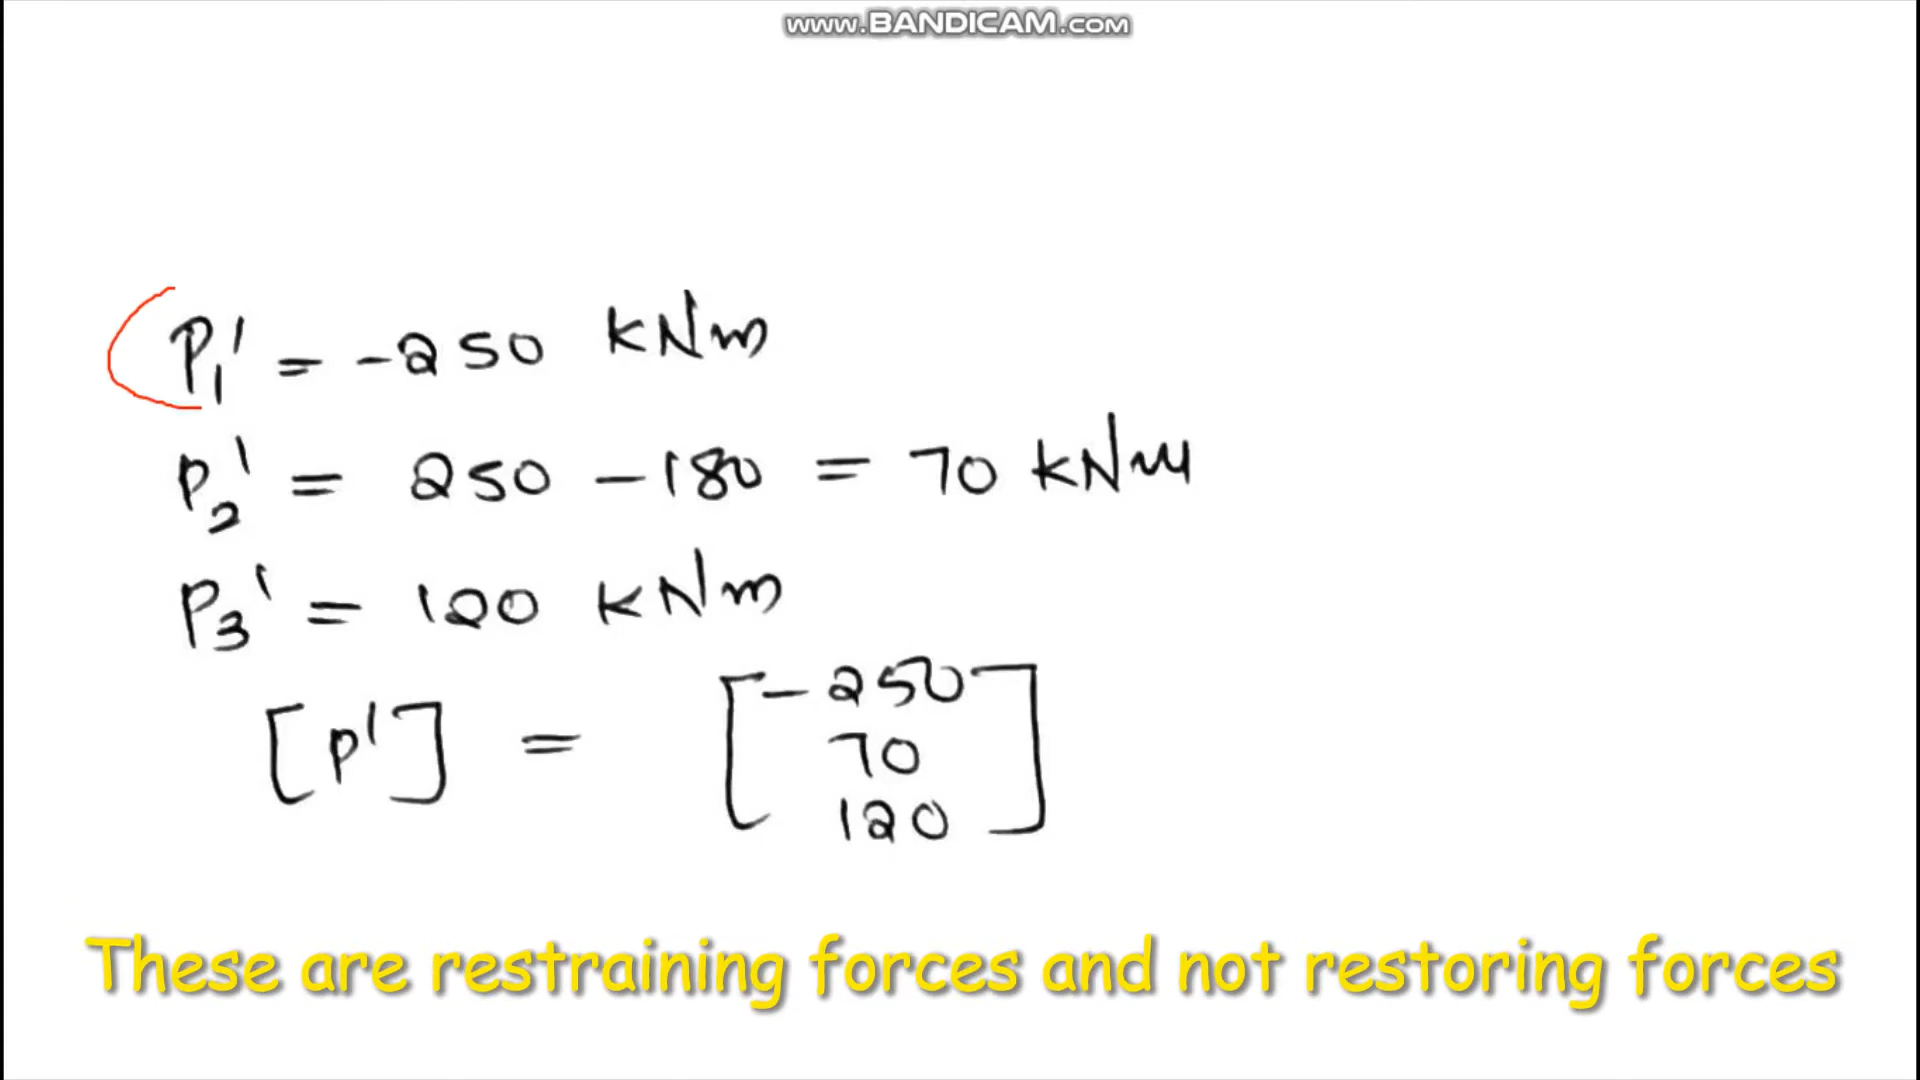 www.BANDICAM.com
P₁' = -250 kNm
P₂' = 250 - 180 = 70 kNm
P₃' = 120 kNm
[P'] = [-250
70
120]
These are restraining forces and not restoring forces